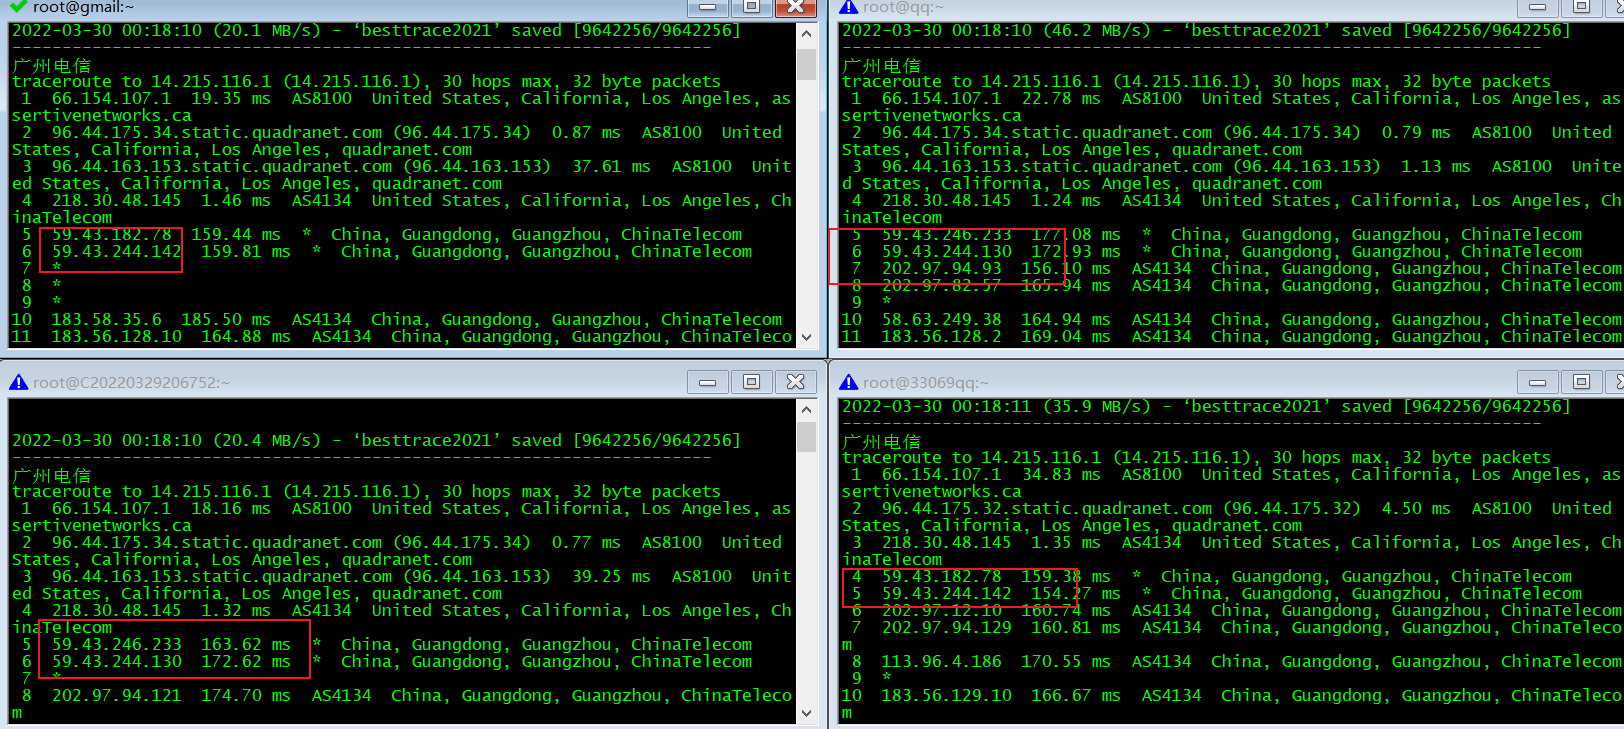 root@gmail:~
2022-03-30 00:18:10 (20.1 MB/s) - ‘besttrace2021’ saved [9642256/9642256]
----------------------------------------------------------------------
广州电信
traceroute to 14.215.116.1 (14.215.116.1), 30 hops max, 32 byte packets
1 66.154.107.1 19.35 ms AS8100 United States, California, Los Angeles, as
sertivenetworks.ca
2 96.44.175.34.static.quadranet.com (96.44.175.34) 0.87 ms AS8100 United
States, California, Los Angeles, quadranet.com
3 96.44.163.153.static.quadranet.com (96.44.163.153) 37.61 ms AS8100 Unit
ed States, California, Los Angeles, quadranet.com
4 218.30.48.145 1.46 ms AS4134 United States, California, Los Angeles, Ch
inaTelecom
5 59.43.182.78 159.44 ms * China, Guangdong, Guangzhou, ChinaTelecom
6 59.43.244.142 159.81 ms * China, Guangdong, Guangzhou, ChinaTelecom
7 *
8 *
9 *
10 183.58.35.6 185.50 ms AS4134 China, Guangdong, Guangzhou, ChinaTelecom
11 183.56.128.10 164.88 ms AS4134 China, Guangdong, Guangzhou, ChinaTeleco
root@qq:~
2022-03-30 00:18:10 (46.2 MB/s) - ‘besttrace2021’ saved [9642256/9642256]
----------------------------------------------------------------------
广州电信
traceroute to 14.215.116.1 (14.215.116.1), 30 hops max, 32 byte packets
1 66.154.107.1 22.78 ms AS8100 United States, California, Los Angeles, as
sertivenetworks.ca
2 96.44.175.34.static.quadranet.com (96.44.175.34) 0.79 ms AS8100 United
States, California, Los Angeles, quadranet.com
3 96.44.163.153.static.quadranet.com (96.44.163.153) 1.13 ms AS8100 Unite
d States, California, Los Angeles, quadranet.com
4 218.30.48.145 1.24 ms AS4134 United States, California, Los Angeles, Ch
inaTelecom
5 59.43.246.233 177.08 ms * China, Guangdong, Guangzhou, ChinaTelecom
6 59.43.244.130 172.93 ms * China, Guangdong, Guangzhou, ChinaTelecom
7 202.97.94.93 156.10 ms AS4134 China, Guangdong, Guangzhou, ChinaTelecom
8 202.97.82.57 165.94 ms AS4134 China, Guangdong, Guangzhou, ChinaTelecom
9 *
10 58.63.249.38 164.94 ms AS4134 China, Guangdong, Guangzhou, ChinaTelecom
11 183.56.128.2 169.04 ms AS4134 China, Guangdong, Guangzhou, ChinaTelecom
root@C20220329206752:~
2022-03-30 00:18:10 (20.4 MB/s) - ‘besttrace2021’ saved [9642256/9642256]
----------------------------------------------------------------------
广州电信
traceroute to 14.215.116.1 (14.215.116.1), 30 hops max, 32 byte packets
1 66.154.107.1 18.16 ms AS8100 United States, California, Los Angeles, as
sertivenetworks.ca
2 96.44.175.34.static.quadranet.com (96.44.175.34) 0.77 ms AS8100 United
States, California, Los Angeles, quadranet.com
3 96.44.163.153.static.quadranet.com (96.44.163.153) 39.25 ms AS8100 Unit
ed States, California, Los Angeles, quadranet.com
4 218.30.48.145 1.32 ms AS4134 United States, California, Los Angeles, Ch
inaTelecom
5 59.43.246.233 163.62 ms * China, Guangdong, Guangzhou, ChinaTelecom
6 59.43.244.130 172.62 ms * China, Guangdong, Guangzhou, ChinaTelecom
7 *
8 202.97.94.121 174.70 ms AS4134 China, Guangdong, Guangzhou, ChinaTeleco
m
root@33069qq:~
2022-03-30 00:18:11 (35.9 MB/s) - ‘besttrace2021’ saved [9642256/9642256]
----------------------------------------------------------------------
广州电信
traceroute to 14.215.116.1 (14.215.116.1), 30 hops max, 32 byte packets
1 66.154.107.1 34.83 ms AS8100 United States, California, Los Angeles, as
sertivenetworks.ca
2 96.44.175.32.static.quadranet.com (96.44.175.32) 4.50 ms AS8100 United
States, California, Los Angeles, quadranet.com
3 218.30.48.145 1.35 ms AS4134 United States, California, Los Angeles, Ch
inaTelecom
4 59.43.182.78 159.38 ms * China, Guangdong, Guangzhou, ChinaTelecom
5 59.43.244.142 154.27 ms * China, Guangdong, Guangzhou, ChinaTelecom
6 202.97.12.10 160.74 ms AS4134 China, Guangdong, Guangzhou, ChinaTelecom
7 202.97.94.129 160.81 ms AS4134 China, Guangdong, Guangzhou, ChinaTeleco
m
8 113.96.4.186 170.55 ms AS4134 China, Guangdong, Guangzhou, ChinaTelecom
9 *
10 183.56.129.10 166.67 ms AS4134 China, Guangdong, Guangzhou, ChinaTeleco
m